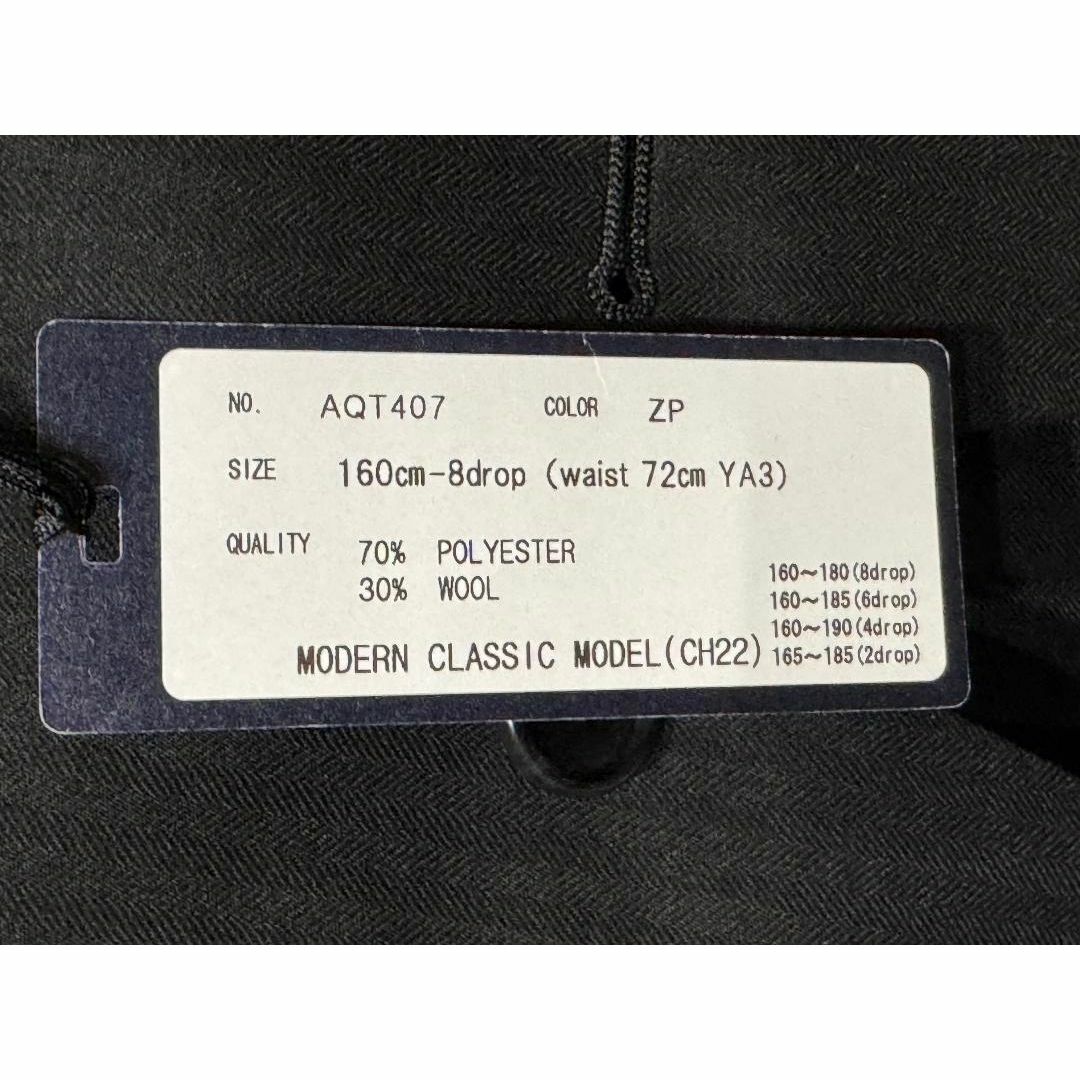 NO. AQT407 COLOR ZP
SIZE 160cm-8drop (waist 72cm YA3)
QUALITY 70% POLYESTER
30% WOOL
160～180(8drop)
160～185(6drop)
160～190(4drop)
165～185(2drop)
MODERN CLASSIC MODEL(CH22)